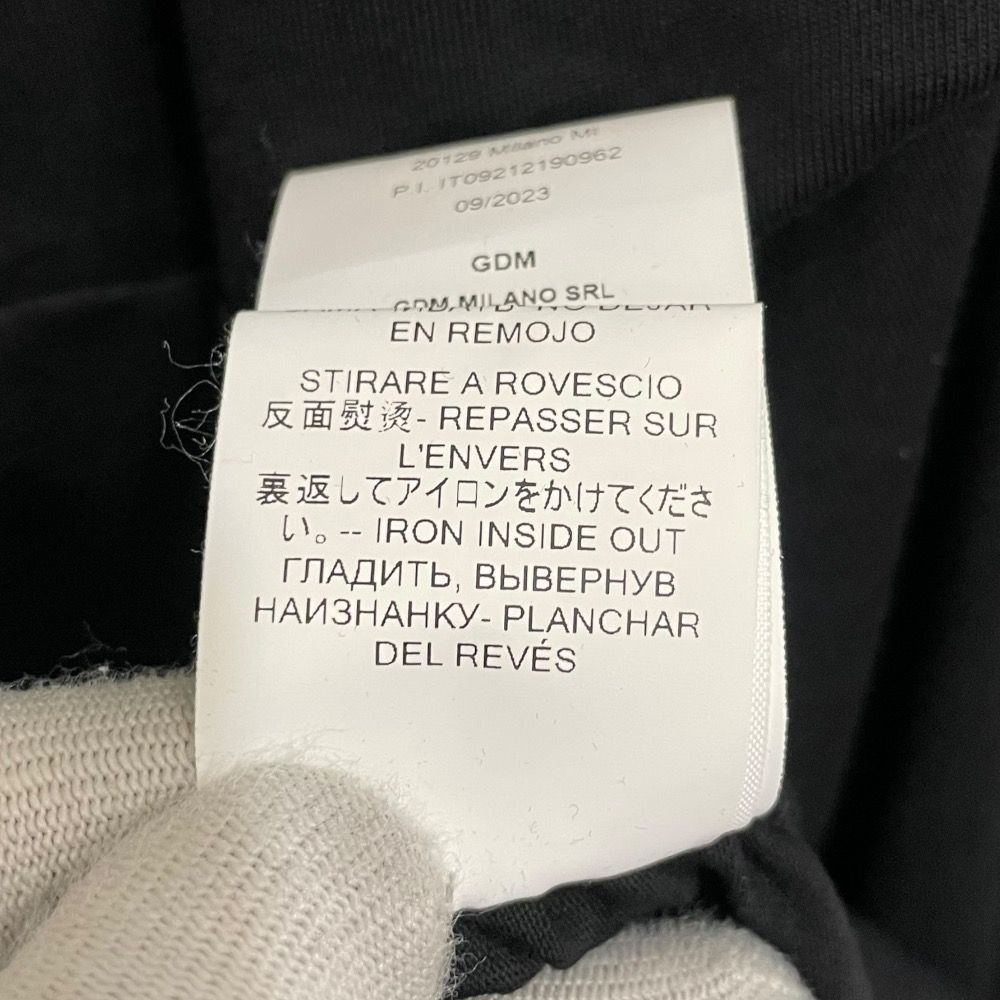 20129 Milano MI
P.I. IT09212190962
09/2023
GDM
GDM MILANO SRL
NO DEJAR
EN REMOJO
STIRARE A ROVESCIO
反面熨烫- REPASSER SUR
L'ENVERS
裏返してアイロンをかけてくださ
い。-- IRON INSIDE OUT
ГЛАДИТЬ, ВЫВЕРНУВ
НАИЗНАНКУ- PLANCHAR
DEL REVÉS